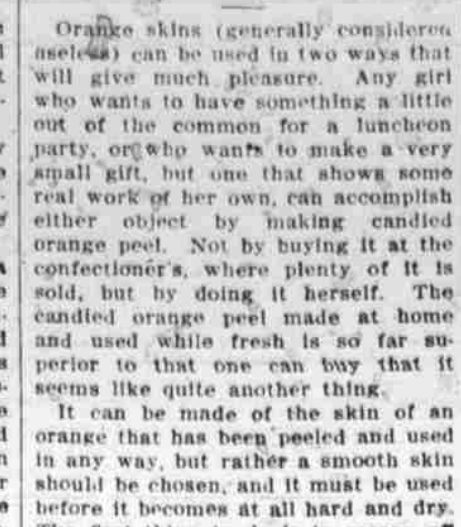 Orange skins (generally considered
useless) can be used in two ways that
will give much pleasure. Any girl
who wants to have something a little
out of the common for a luncheon
party, or who wants to make a very
small gift, but one that shows some
real work of her own, can accomplish
either object by making candied
orange peel. Not by buying it at the
confectioner's, where plenty of it is
sold, but by doing it herself. The
candied orange peel made at home
and used while fresh is so far su-
perior to that one can buy that it
seems like quite another thing.
It can be made of the skin of an
orange that has been peeled and used
in any way, but rather a smooth skin
should be chosen, and it must be used
before it becomes at all hard and dry.